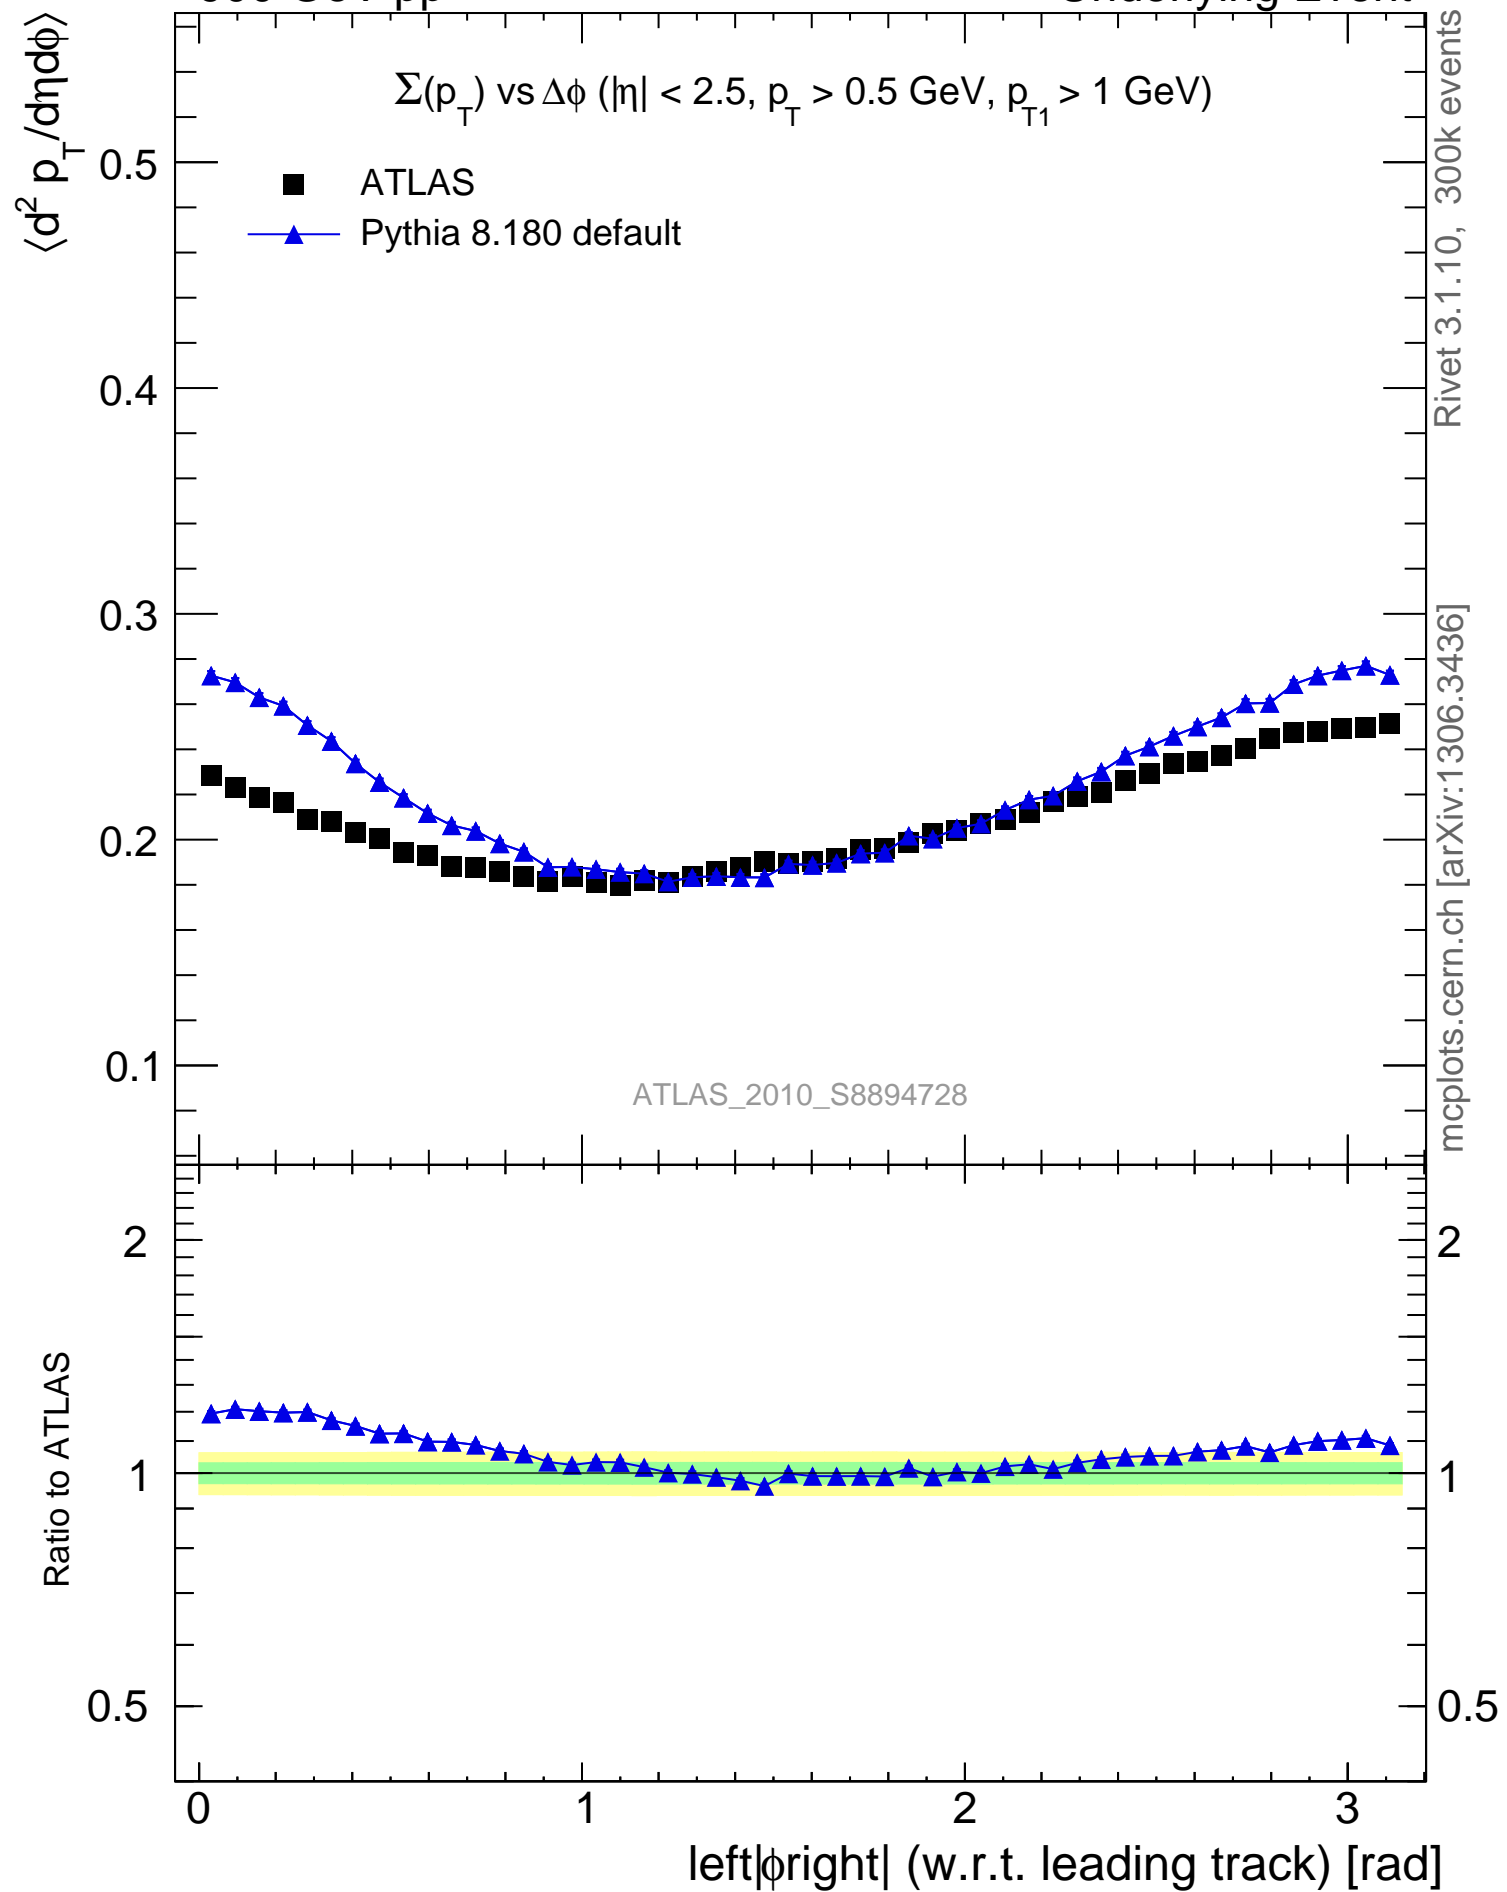 ⟨d² p_T/dηdϕ⟩
Σ(p_T) vs Δϕ (|η| < 2.5, p_T > 0.5 GeV, p_T1 > 1 GeV)
ATLAS
Pythia 8.180 default
0.5
0.4
0.3
0.2
0.1
ATLAS_2010_S8894728
Rivet 3.1.10, 300k events
mcplots.cern.ch [arXiv:1306.3436]
Ratio to ATLAS
2
1
0.5
2
1
0.5
0
1
2
3
left|ϕright| (w.r.t. leading track) [rad]